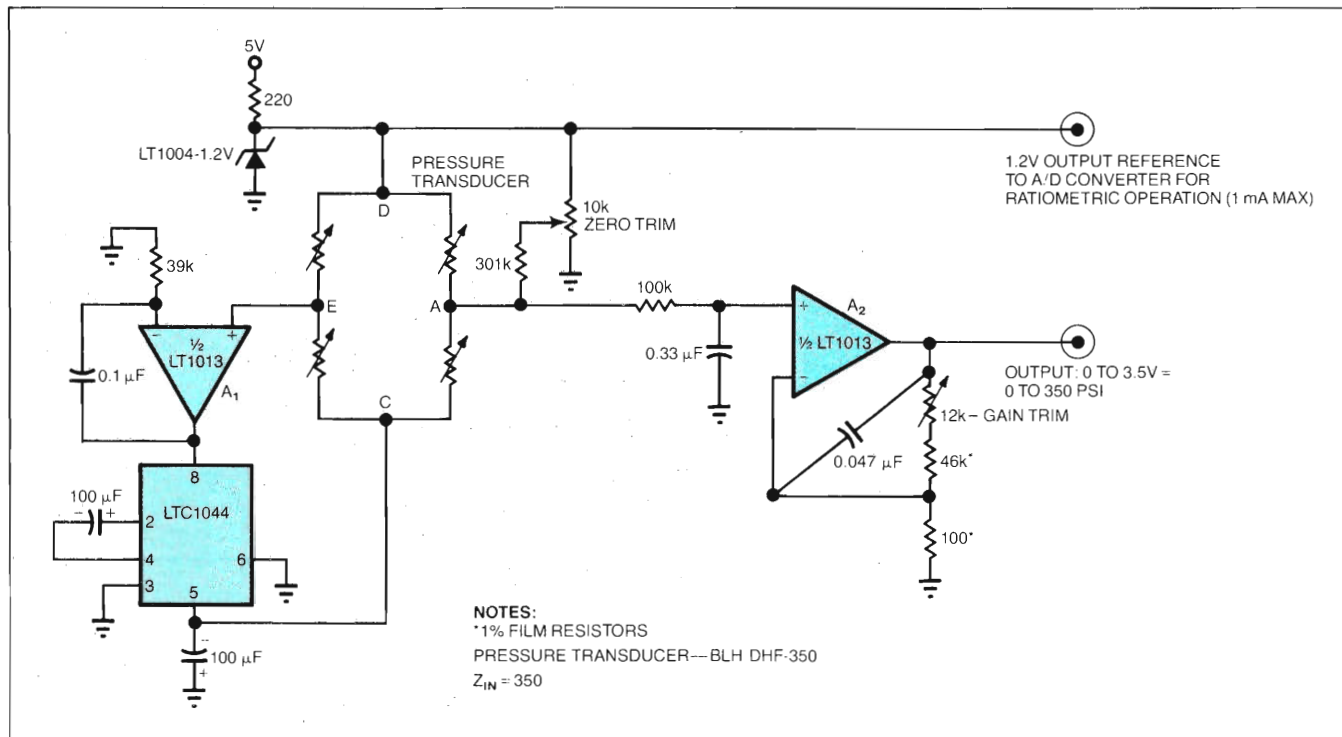 5V
220
LT1004-1.2V
PRESSURE
TRANSDUCER
D
1.2V OUTPUT REFERENCE
TO A/D CONVERTER FOR
RATIOMETRIC OPERATION (1 mA MAX)
10k
ZERO TRIM
39k
301k
E
A
100k
A2
+
½ LT1013
−
0.33 µF
− +
½
LT1013
A1
0.1 µF
C
OUTPUT: 0 TO 3.5V =
0 TO 350 PSI
12k– GAIN TRIM
0.047 µF
46k*
100*
8
LTC1044
100 µF
− +
2
4
3
5
6
−
100 µF
+
NOTES:
*1% FILM RESISTORS
PRESSURE TRANSDUCER—BLH DHF-350
ZIN = 350